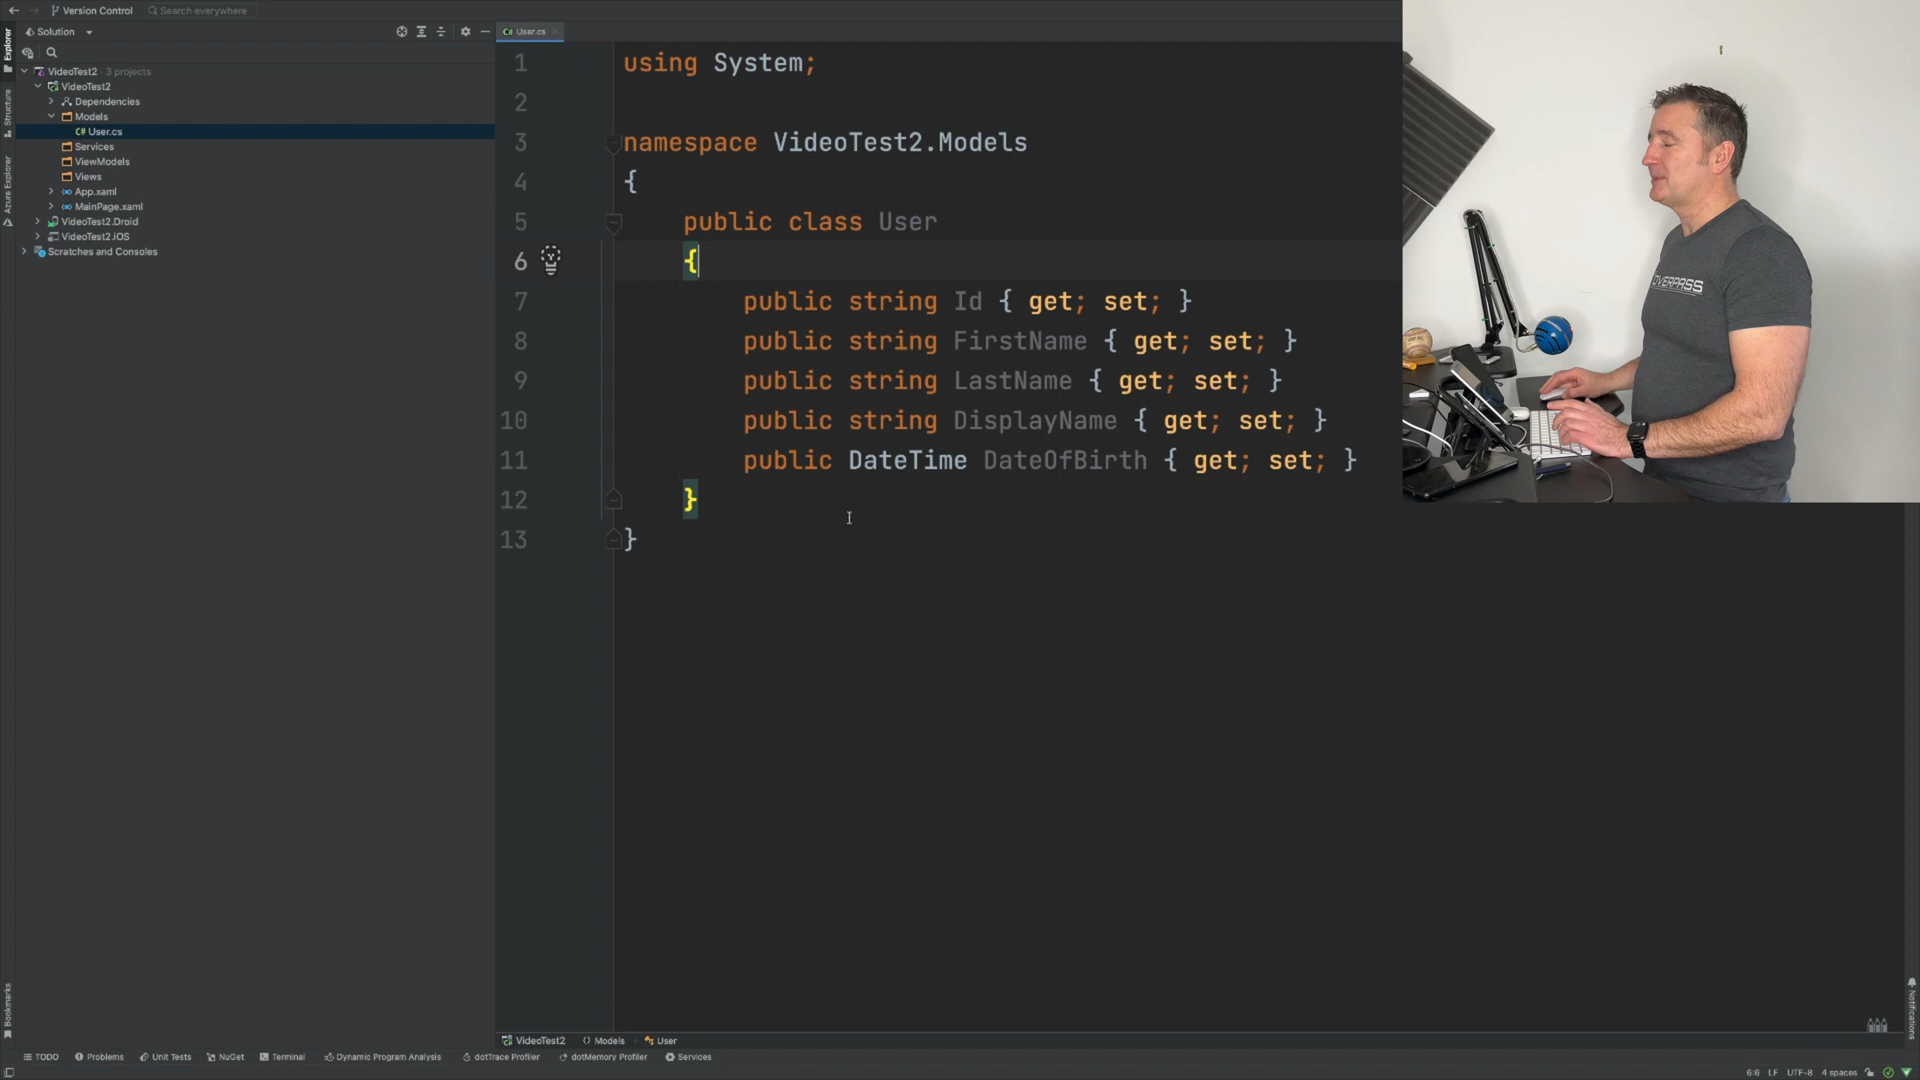 Version Control
Search everywhere
Explorer
Structure
Azure Explorer
Bookmarks
Solution
VideoTest2 · 3 projects
VideoTest2
Dependencies
Models
C# User.cs
Services
ViewModels
Views
App.xaml
MainPage.xaml
VideoTest2.Droid
VideoTest2.iOS
Scratches and Consoles
C# User.cs
1 using System;
2
3 namespace VideoTest2.Models
4 {
5 public class User
6 {
7 public string Id { get; set; }
8 public string FirstName { get; set; }
9 public string LastName { get; set; }
10 public string DisplayName { get; set; }
11 public DateTime DateOfBirth { get; set; }
12 }
13 }
OVERPASS
Notifications
VideoTest2 Models User
TODO Problems Unit Tests NuGet Terminal Dynamic Program Analysis dotTrace Profiler dotMemory Profiler Services
6:6 LF UTF-8 4 spaces